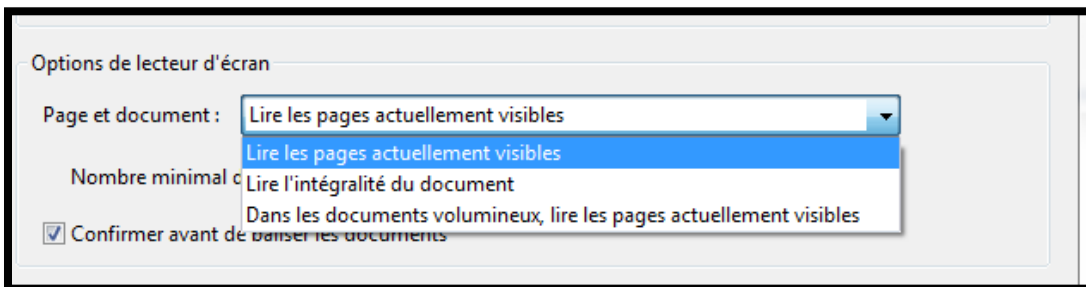 Options de lecteur d'écran
Page et document : Lire les pages actuellement visibles
Lire les pages actuellement visibles
Nombre minimal
Lire l'intégralité du document
Dans les documents volumineux, lire les pages actuellement visibles
Confirmer avant de baliser les documents